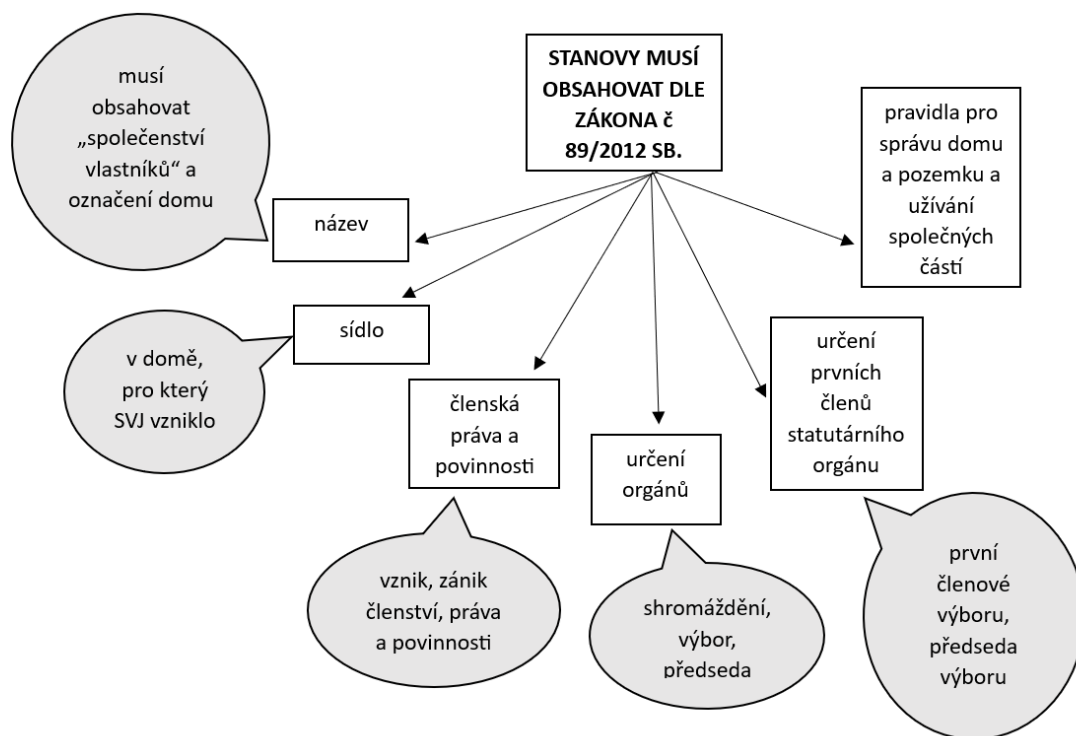 STANOVY MUSÍ
OBSAHOVAT DLE
ZÁKONA č
89/2012 SB.
musí
obsahovat
„společenství
vlastníků“ a
označení domu
název
pravidla pro
správu domu
a pozemku a
užívání
společných
částí
v domě,
pro který
SVJ vzniklo
sídlo
členská
práva a
povinnosti
určení
orgánů
určení
prvních
členů
statutárního
orgánu
vznik, zánik
členství, práva
a povinnosti
shromáždění,
výbor,
předseda
první
členové
výboru,
předseda
výboru